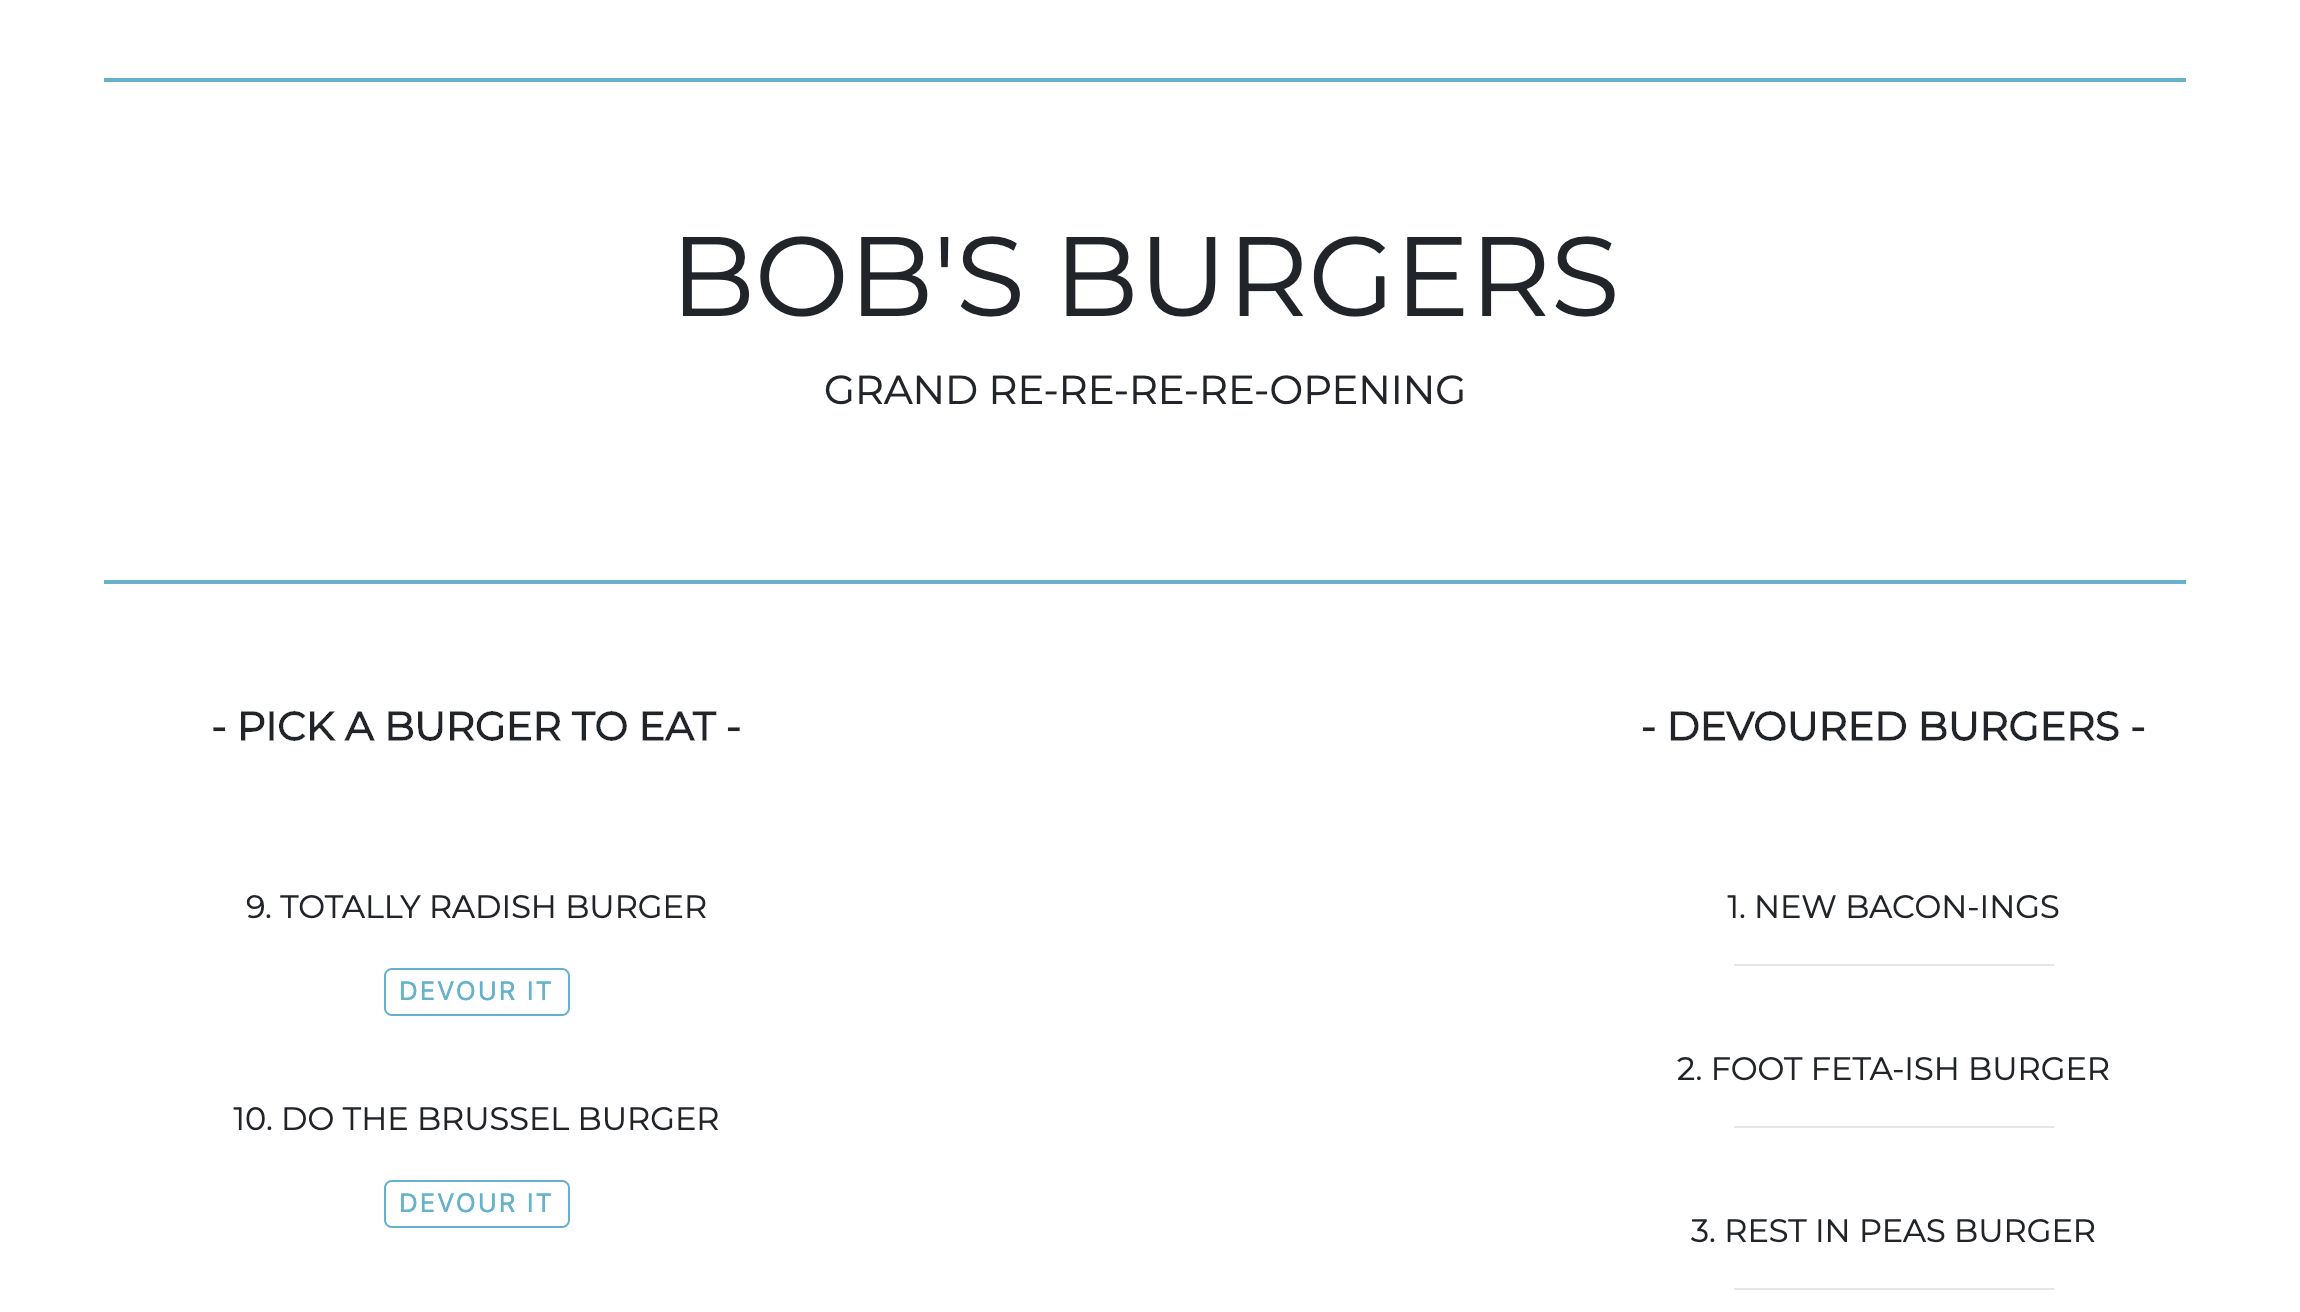 BOB'S BURGERS
GRAND RE-RE-RE-RE-OPENING
- PICK A BURGER TO EAT -
9. TOTALLY RADISH BURGER
DEVOUR IT
10. DO THE BRUSSEL BURGER
DEVOUR IT
- DEVOURED BURGERS -
1. NEW BACON-INGS
2. FOOT FETA-ISH BURGER
3. REST IN PEAS BURGER